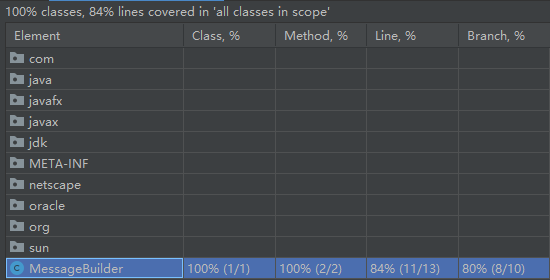 100% classes, 84% lines covered in 'all classes in scope'
Element Class, % Method, % Line, % Branch, %
com
java
javafx
javax
jdk
META-INF
netscape
oracle
org
sun
C MessageBuilder 100% (1/1) 100% (2/2) 84% (11/13) 80% (8/10)